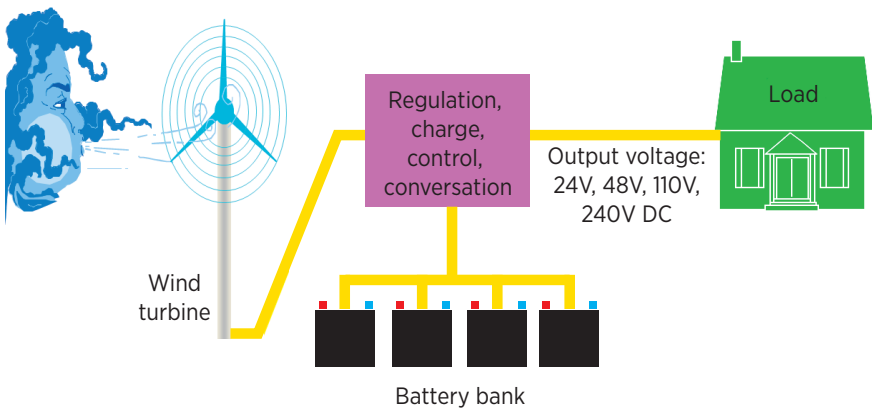 Regulation,
charge,
control,
conversation
Load
Output voltage:
24V, 48V, 110V,
240V DC
Wind
turbine
Battery bank